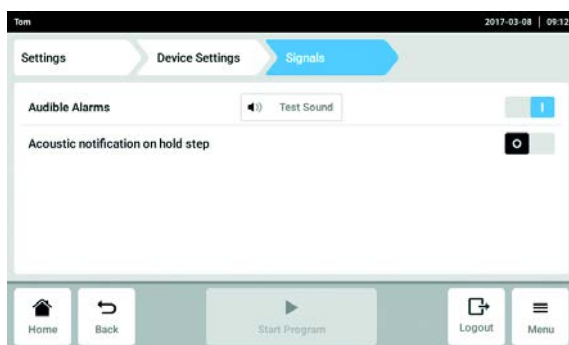 Tom 2017-03-08 | 09:12
Settings Device Settings Signals
Audible Alarms Test Sound
Acoustic notification on hold step
Home Back Start Program Logout Menu